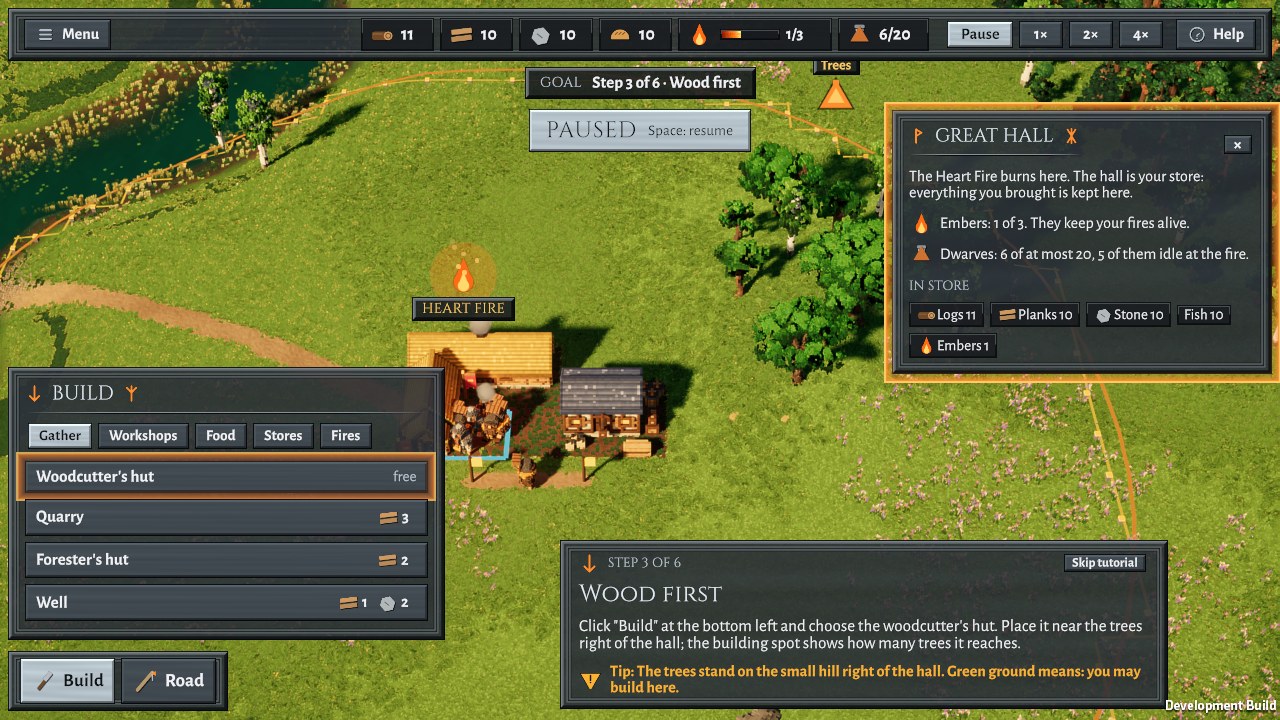 Menu
11
10
10
10
1/3
6/20
Pause
1×
2×
4×
Help
Trees
GOAL Step 3 of 6 · Wood first
PAUSED Space: resume
GREAT HALL
×
The Heart Fire burns here. The hall is your store:
everything you brought is kept here.
Embers: 1 of 3. They keep your fires alive.
Dwarves: 6 of at most 20, 5 of them idle at the fire.
IN STORE
Logs 11
Planks 10
Stone 10
Fish 10
Embers 1
HEART FIRE
BUILD
Gather
Workshops
Food
Stores
Fires
Woodcutter's hut free
Quarry 3
Forester's hut 2
Well 1 2
STEP 3 OF 6
Skip tutorial
WOOD FIRST
Click "Build" at the bottom left and choose the woodcutter's hut. Place it near the trees
right of the hall; the building spot shows how many trees it reaches.
Tip: The trees stand on the small hill right of the hall. Green ground means: you may
build here.
Build
Road
Development Build